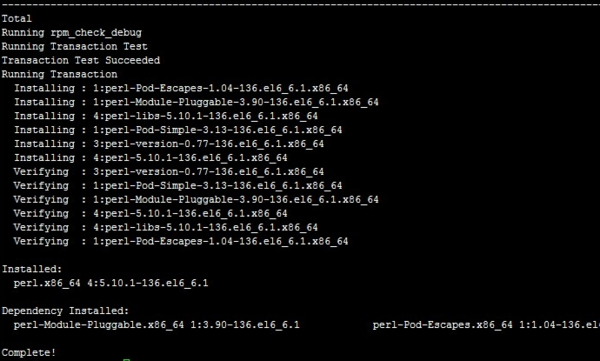 Total
Running rpm_check_debug
Running Transaction Test
Transaction Test Succeeded
Running Transaction
Installing : 1:perl-Pod-Escapes-1.04-136.el6_6.1.x86_64
Installing : 1:perl-Module-Pluggable-3.90-136.el6_6.1.x86_64
Installing : 4:perl-libs-5.10.1-136.el6_6.1.x86_64
Installing : 1:perl-Pod-Simple-3.13-136.el6_6.1.x86_64
Installing : 3:perl-version-0.77-136.el6_6.1.x86_64
Installing : 4:perl-5.10.1-136.el6_6.1.x86_64
Verifying  : 3:perl-version-0.77-136.el6_6.1.x86_64
Verifying  : 1:perl-Pod-Simple-3.13-136.el6_6.1.x86_64
Verifying  : 1:perl-Module-Pluggable-3.90-136.el6_6.1.x86_64
Verifying  : 4:perl-5.10.1-136.el6_6.1.x86_64
Verifying  : 4:perl-libs-5.10.1-136.el6_6.1.x86_64
Verifying  : 1:perl-Pod-Escapes-1.04-136.el6_6.1.x86_64
Installed:
perl.x86_64 4:5.10.1-136.el6_6.1
Dependency Installed:
perl-Module-Pluggable.x86_64 1:3.90-136.el6_6.1 perl-Pod-Escapes.x86_64 1:1.04-136.el6
Complete!